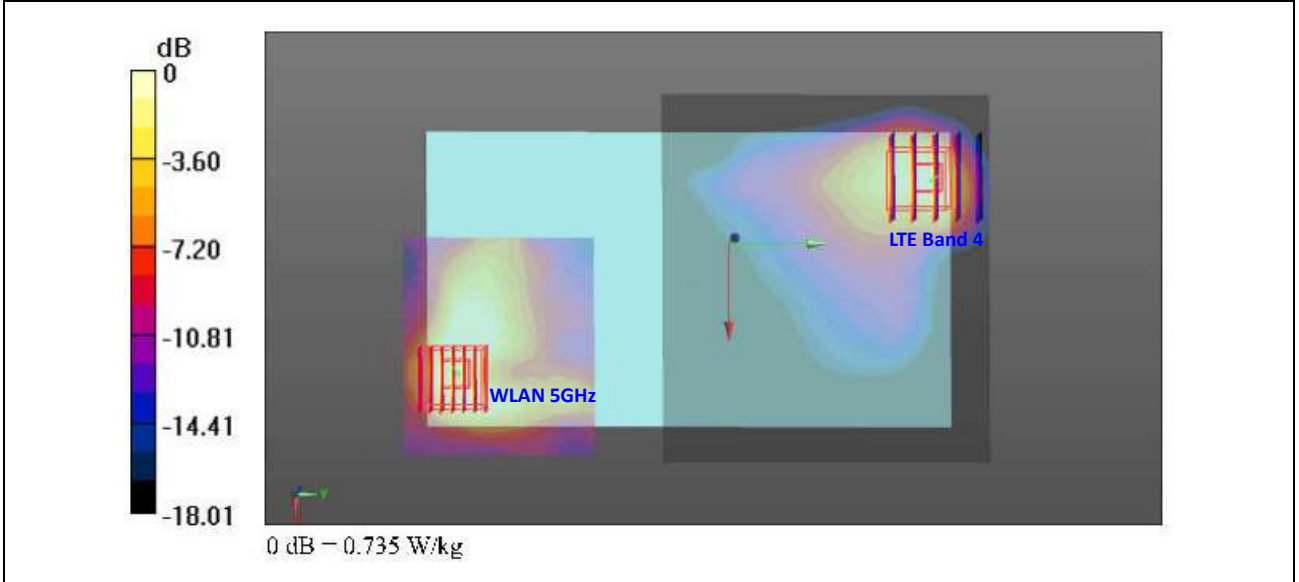 dB
0
-3.60
-7.20
-10.81
-14.41
-18.01
LTE Band 4
WLAN 5GHz
Y
0 dB = 0.735 W/kg